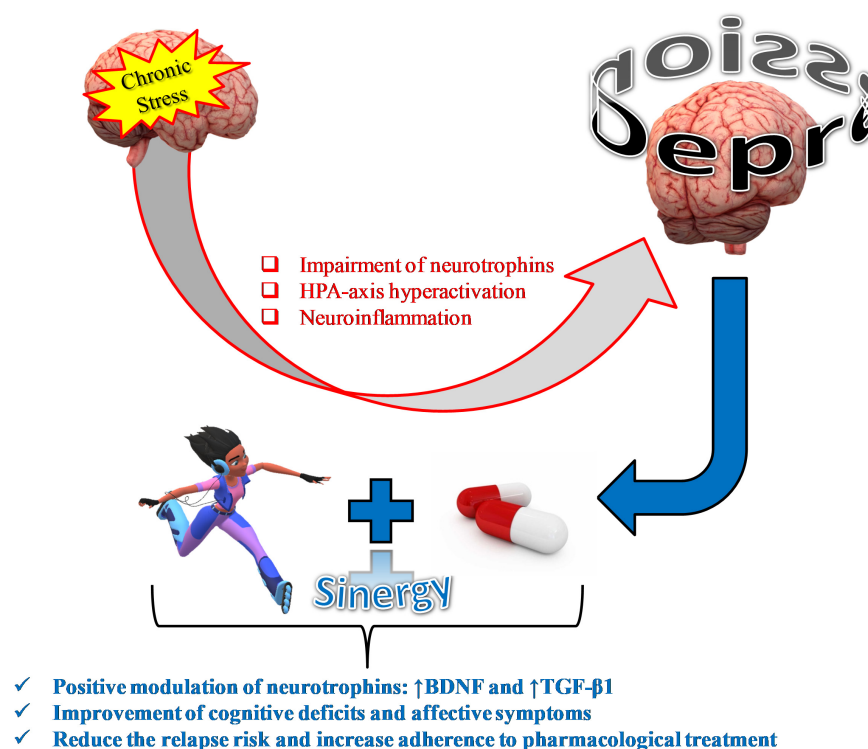 Chronic
Stress
Depression
Impairment of neurotrophins
HPA-axis hyperactivation
Neuroinflammation
Sinergy
✓ Positive modulation of neurotrophins: ↑BDNF and ↑TGF-β1
✓ Improvement of cognitive deficits and affective symptoms
✓ Reduce the relapse risk and increase adherence to pharmacological treatment